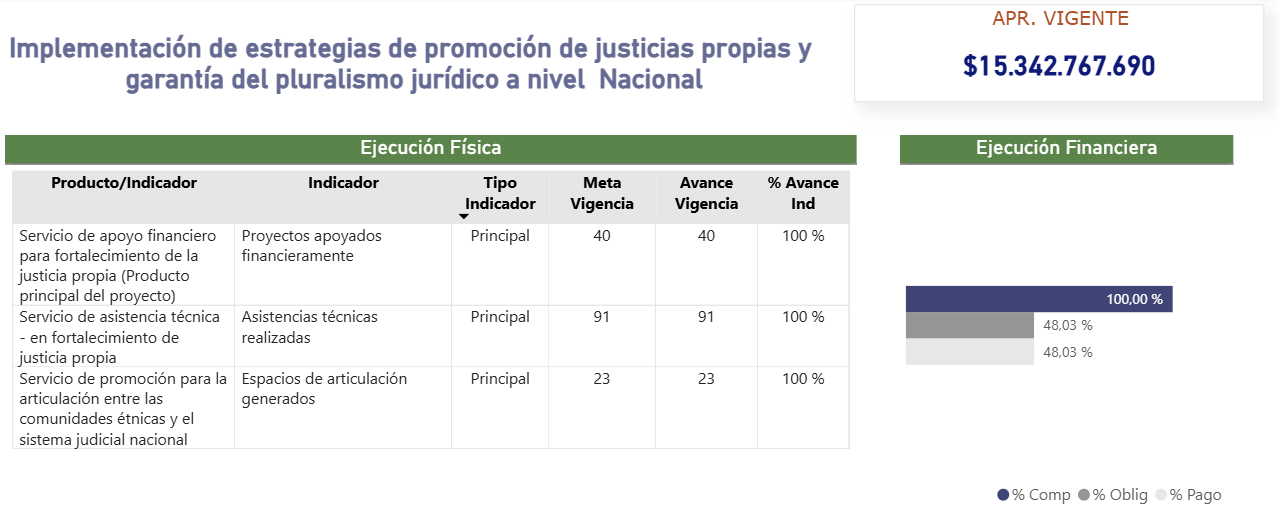 Implementación de estrategias de promoción de justicias propias y
garantía del pluralismo jurídico a nivel Nacional
APR. VIGENTE
$15.342.767.690
Ejecución Física
Producto/Indicador Indicador Tipo Indicador Meta Vigencia Avance Vigencia % Avance Ind
Servicio de apoyo financiero
para fortalecimiento de la
justicia propia (Producto
principal del proyecto)
Proyectos apoyados
financieramente
Principal
40
40
100 %
Servicio de asistencia técnica
- en fortalecimiento de
justicia propia
Asistencias técnicas
realizadas
Principal
91
91
100 %
Servicio de promoción para la
articulación entre las
comunidades étnicas y el
sistema judicial nacional
Espacios de articulación
generados
Principal
23
23
100 %
Ejecución Financiera
100,00 %
48,03 %
48,03 %
% Comp % Oblig % Pago